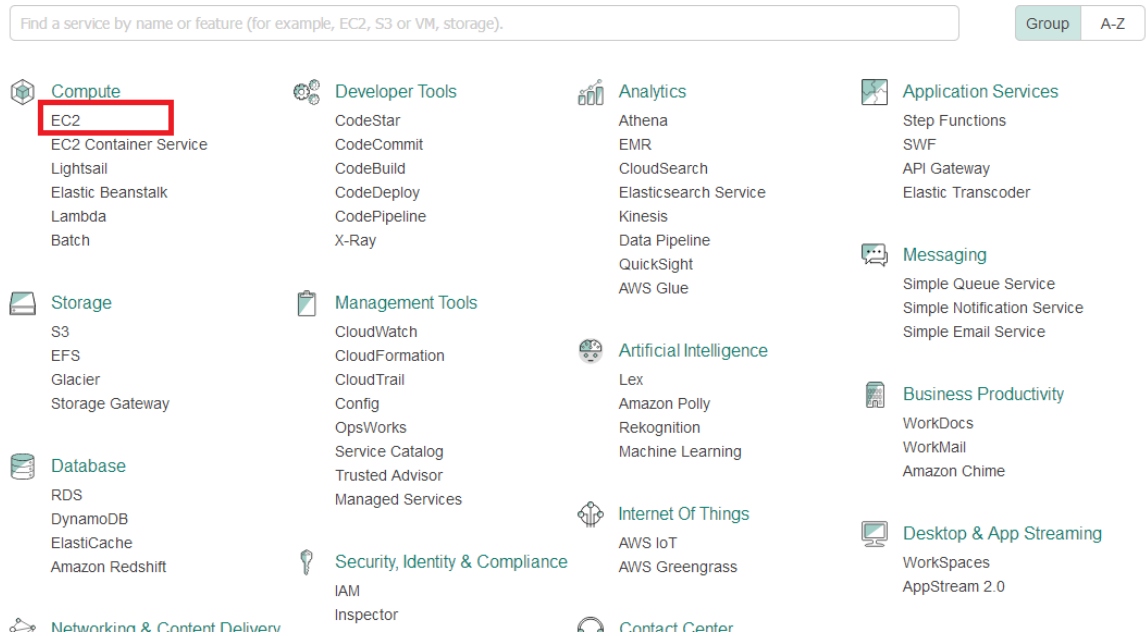 Find a service by name or feature (for example, EC2, S3 or VM, storage).
Group
A-Z
Compute
EC2
EC2 Container Service
Lightsail
Elastic Beanstalk
Lambda
Batch
Storage
S3
EFS
Glacier
Storage Gateway
Database
RDS
DynamoDB
ElastiCache
Amazon Redshift
Networking & Content Delivery
Developer Tools
CodeStar
CodeCommit
CodeBuild
CodeDeploy
CodePipeline
X-Ray
Management Tools
CloudWatch
CloudFormation
CloudTrail
Config
OpsWorks
Service Catalog
Trusted Advisor
Managed Services
Security, Identity & Compliance
IAM
Inspector
Analytics
Athena
EMR
CloudSearch
Elasticsearch Service
Kinesis
Data Pipeline
QuickSight
AWS Glue
Artificial Intelligence
Lex
Amazon Polly
Rekognition
Machine Learning
Internet Of Things
AWS IoT
AWS Greengrass
Contact Center
Application Services
Step Functions
SWF
API Gateway
Elastic Transcoder
Messaging
Simple Queue Service
Simple Notification Service
Simple Email Service
Business Productivity
WorkDocs
WorkMail
Amazon Chime
Desktop & App Streaming
WorkSpaces
AppStream 2.0